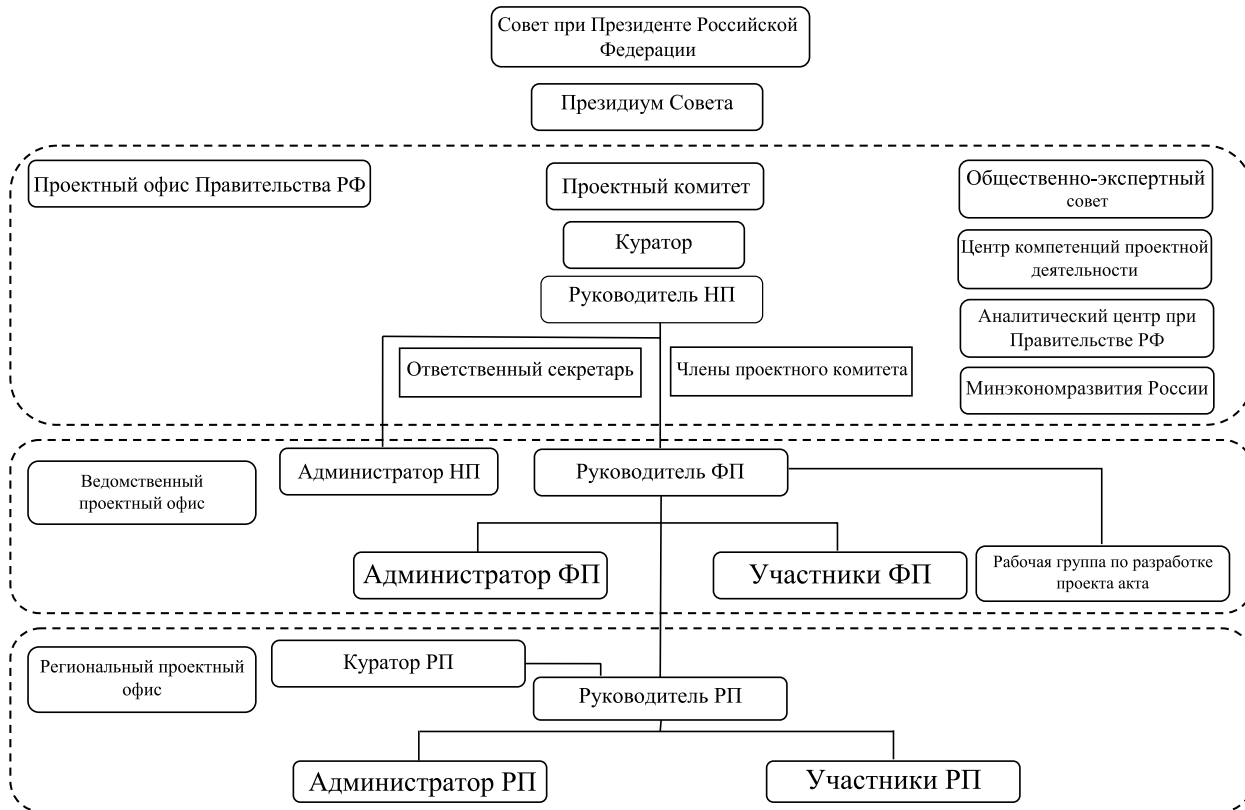 Совет при Президенте Российской
Федерации
Президиум Совета
Проектный офис Правительства РФ
Проектный комитет
Куратор
Руководитель НП
Ответственный секретарь
Члены проектного комитета
Общественно-экспертный
совет
Центр компетенций проектной
деятельности
Аналитический центр при
Правительстве РФ
Минэкономразвития России
Ведомственный
проектный офис
Администратор НП
Руководитель ФП
Администратор ФП
Участники ФП
Рабочая группа по разработке
проекта акта
Региональный проектный
офис
Куратор РП
Руководитель РП
Администратор РП
Участники РП